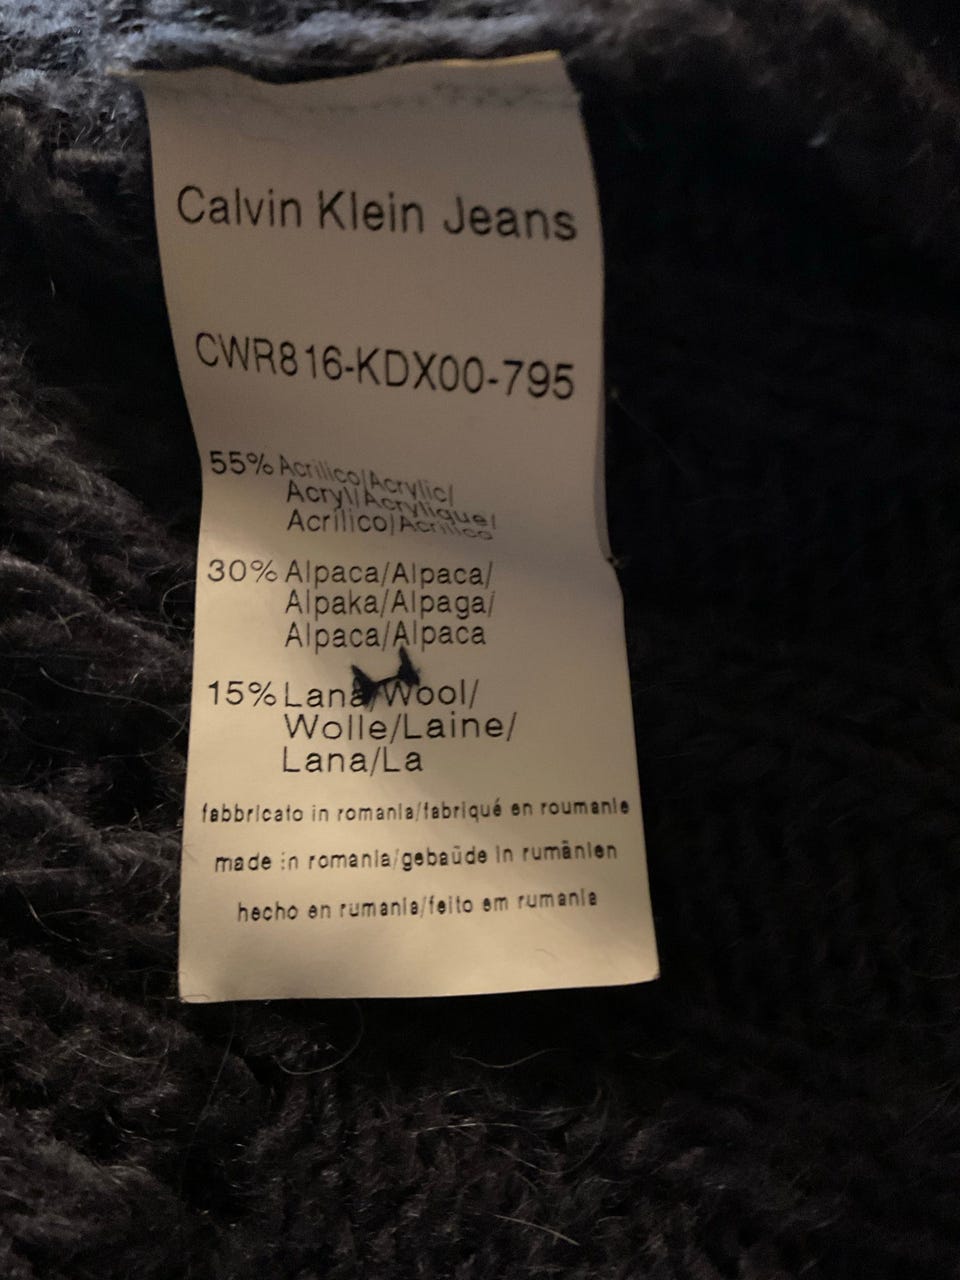 Calvin Klein Jeans
CWR816-KDX00-795
55% Acrilico/Acrylic/
Acryl/Acrylique/
Acrílico/Acrilico
30% Alpaca/Alpaca/
Alpaka/Alpaga/
Alpaca/Alpaca
15% Lana/Wool/
Wolle/Laine/
Lana/La
fabbricato in romania/fabriqué en roumanie
made in romania/gebaüde in rumänien
hecho en rumania/feito em rumania